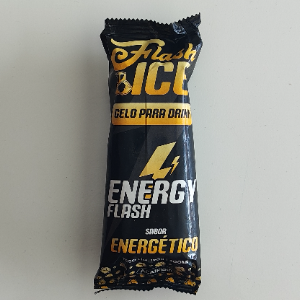 Flash
ICE
GELO PARA DRINK
ENERGY
FLASH
SABOR
ENERGÉTICO